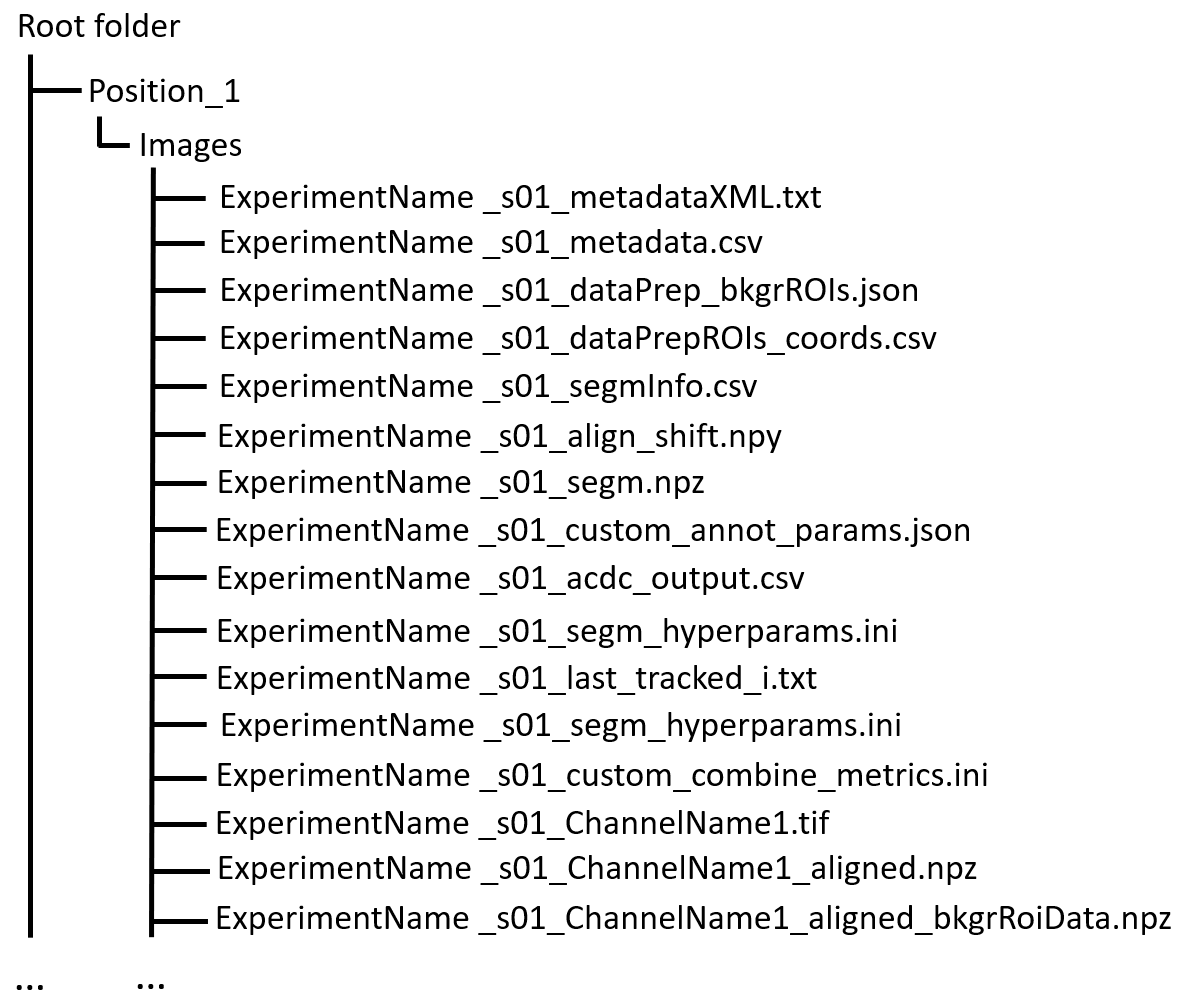 Root folder
Position_1
Images
ExperimentName _s01_metadataXML.txt
ExperimentName _s01_metadata.csv
ExperimentName _s01_dataPrep_bkgrROIs.json
ExperimentName _s01_dataPrepROIs_coords.csv
ExperimentName _s01_segmInfo.csv
ExperimentName _s01_align_shift.npy
ExperimentName _s01_segm.npz
ExperimentName _s01_custom_annot_params.json
ExperimentName _s01_acdc_output.csv
ExperimentName _s01_segm_hyperparams.ini
ExperimentName _s01_last_tracked_i.txt
ExperimentName _s01_segm_hyperparams.ini
ExperimentName _s01_custom_combine_metrics.ini
ExperimentName _s01_ChannelName1.tif
ExperimentName _s01_ChannelName1_aligned.npz
ExperimentName _s01_ChannelName1_aligned_bkgrRoiData.npz
... ...